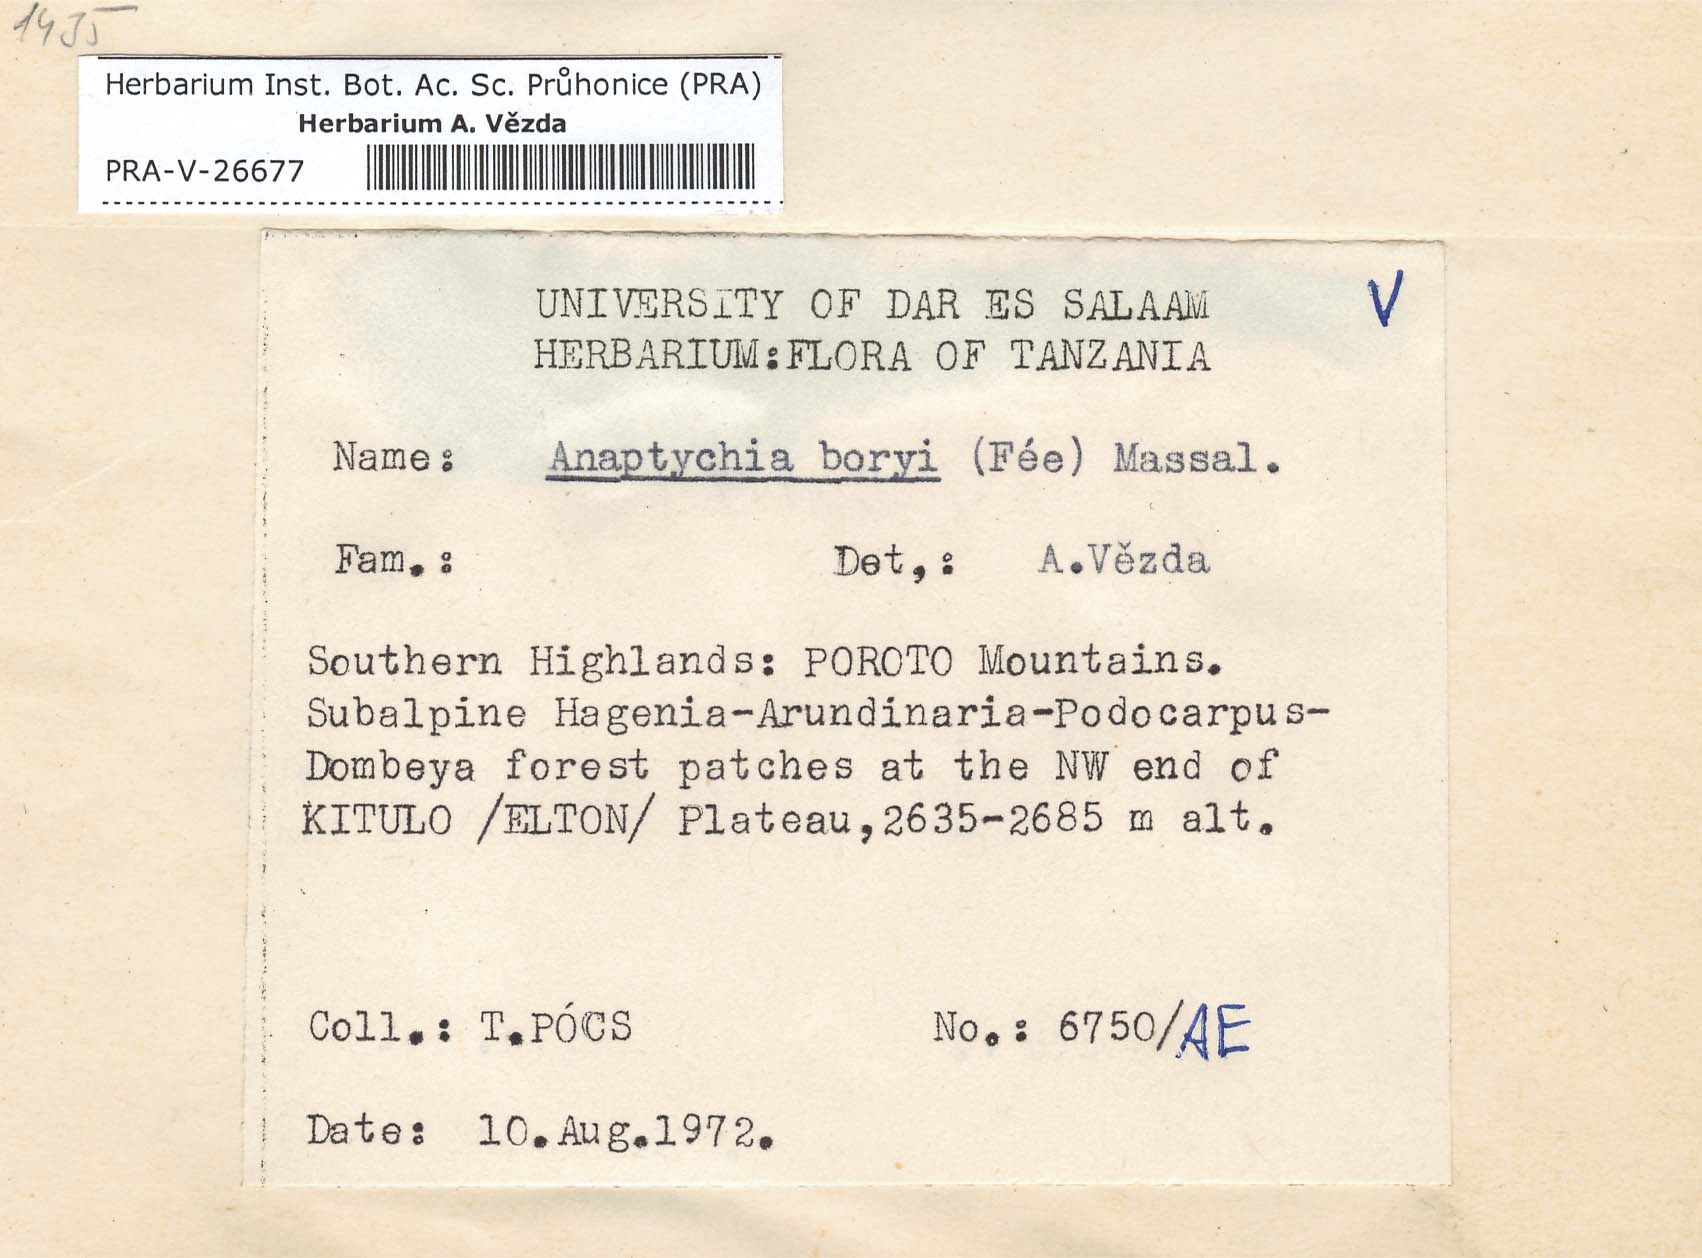 1435
Herbarium Inst. Bot. Ac. Sc. Průhonice (PRA)
Herbarium A. Vězda
PRA-V-26677
UNIVERSITY OF DAR ES SALAAM V
HERBARIUM:FLORA OF TANZANIA
Name: Anaptychia boryi (Fée) Massal.
Fam.: Det,: A.Vězda
Southern Highlands: POROTO Mountains.
Subalpine Hagenia-Arundinaria-Podocarpus-
Dombeya forest patches at the NW end of
KITULO /ELTON/ Plateau,2635-2685 m alt.
Coll.: T.PÓCS No.: 6750/AE
Date: 10.Aug.1972.